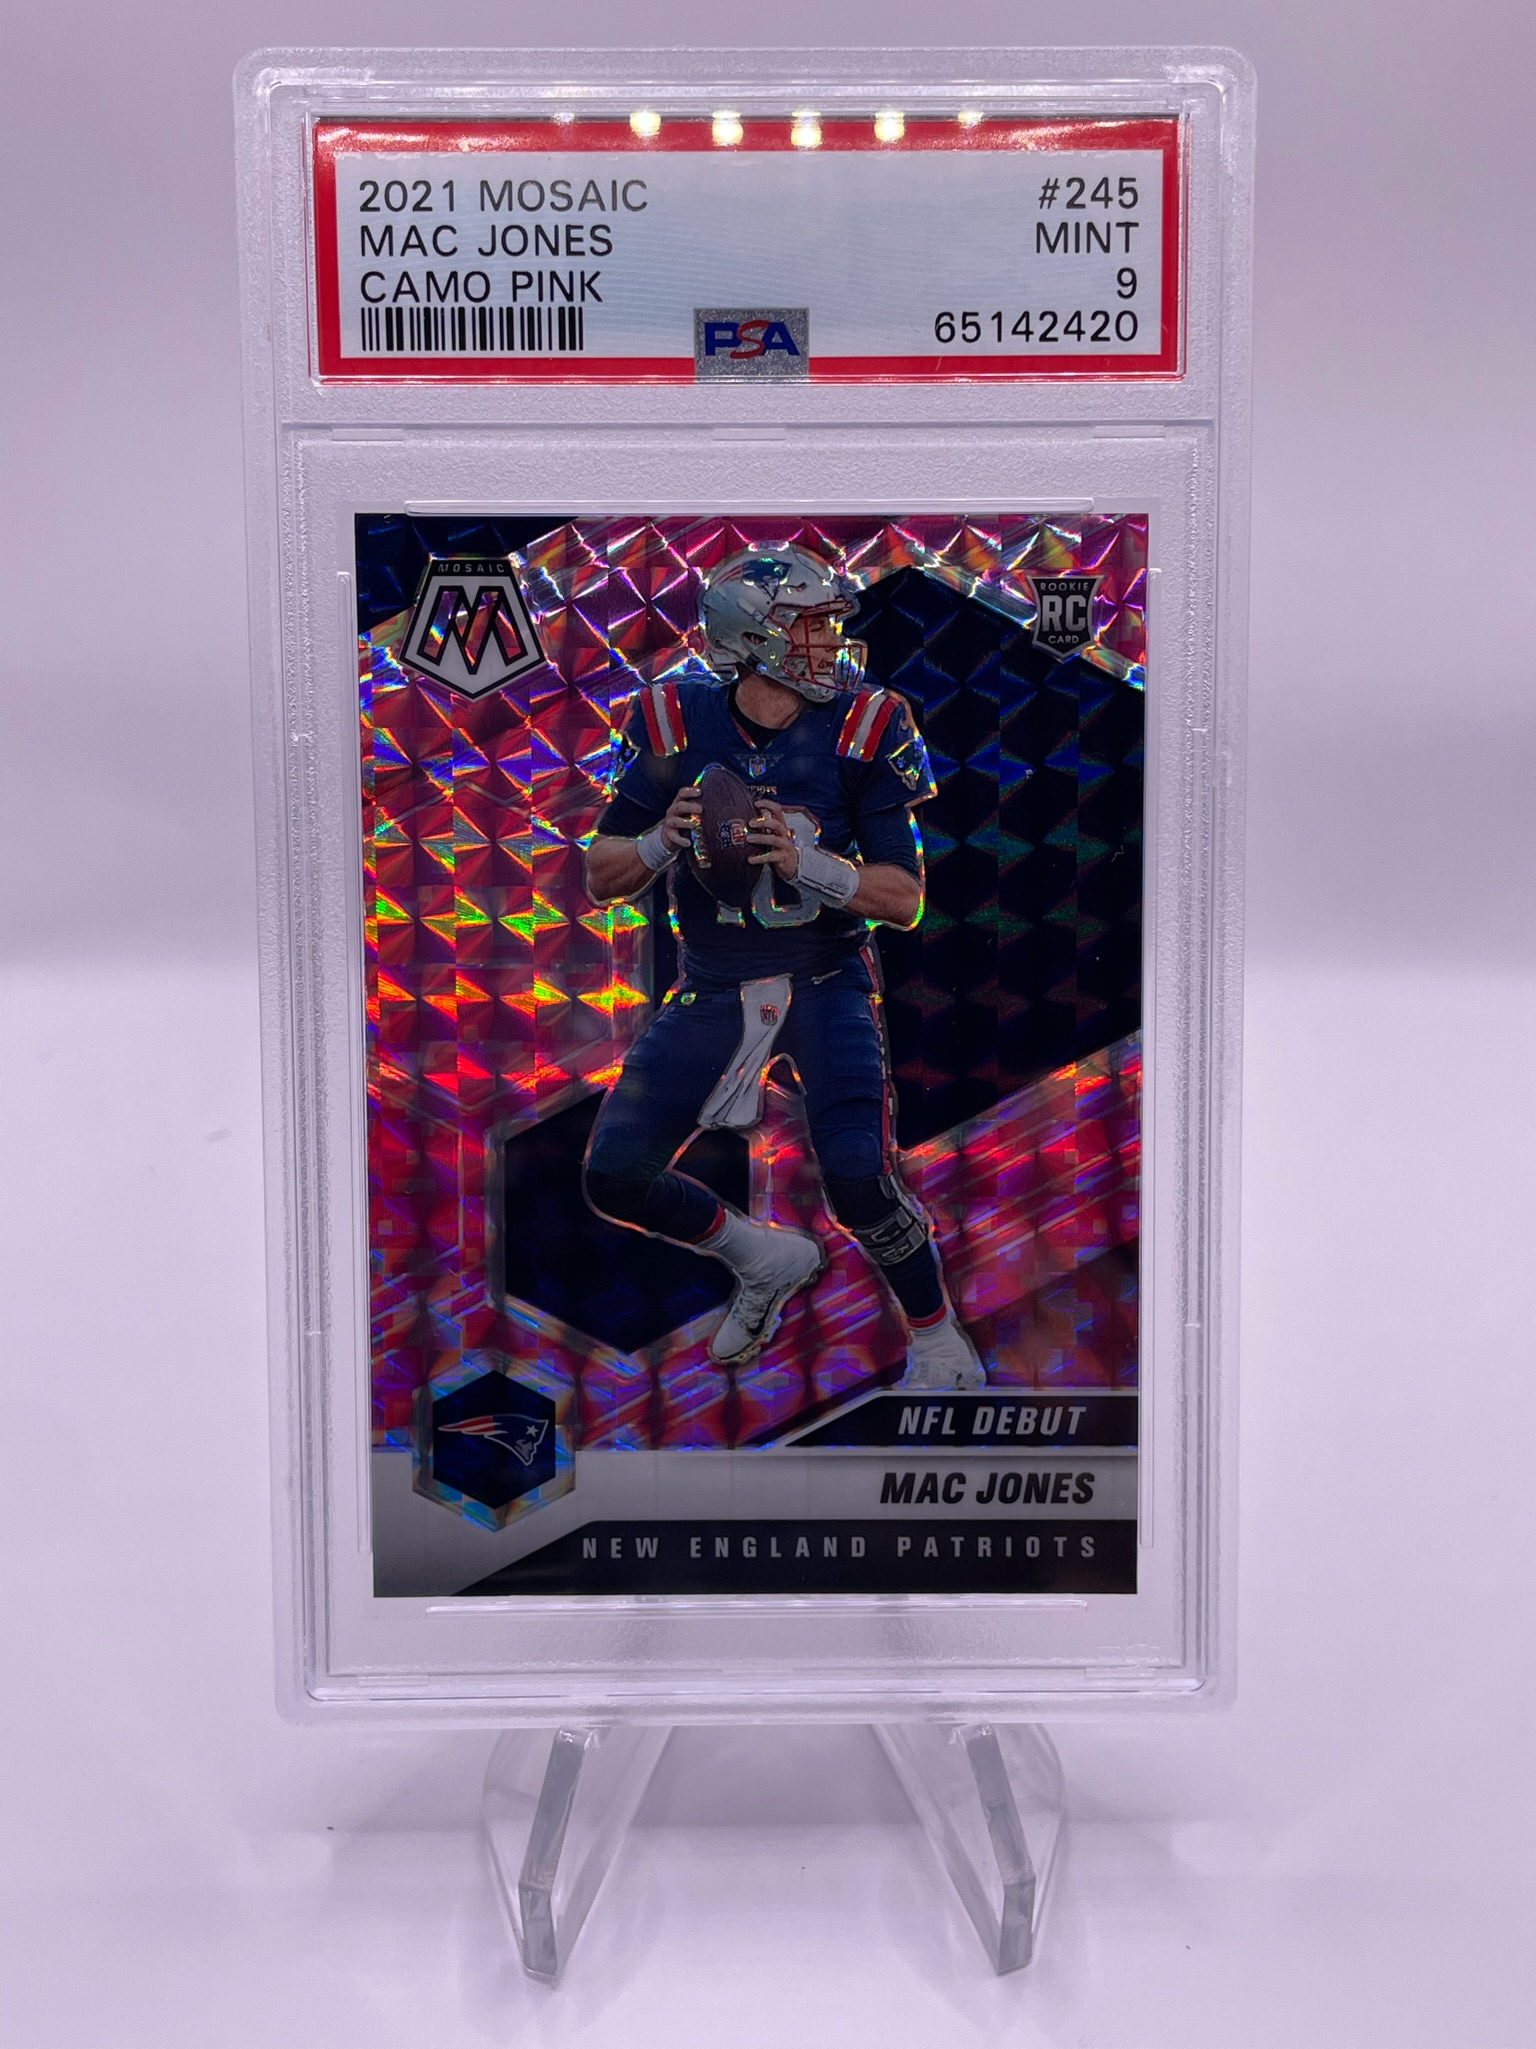 2021 MOSAIC
MAC JONES
CAMO PINK
#245
MINT
9
65142420
PSA
MOSAIC
M
ROOKIE
RC
CARD
10
NFL DEBUT
MAC JONES
NEW ENGLAND PATRIOTS